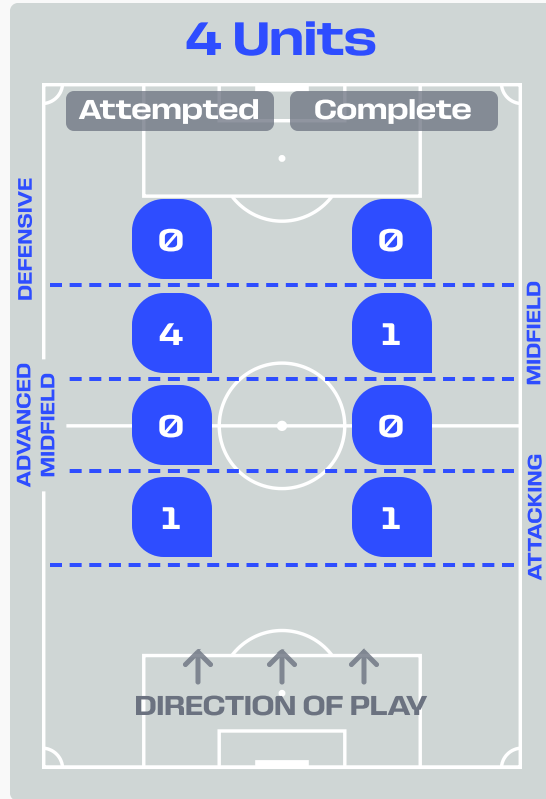 4 Units
Attempted Complete
DEFENSIVE
0 0
MIDFIELD
4 1
ADVANCED
MIDFIELD
0 0
ATTACKING
1 1
DIRECTION OF PLAY